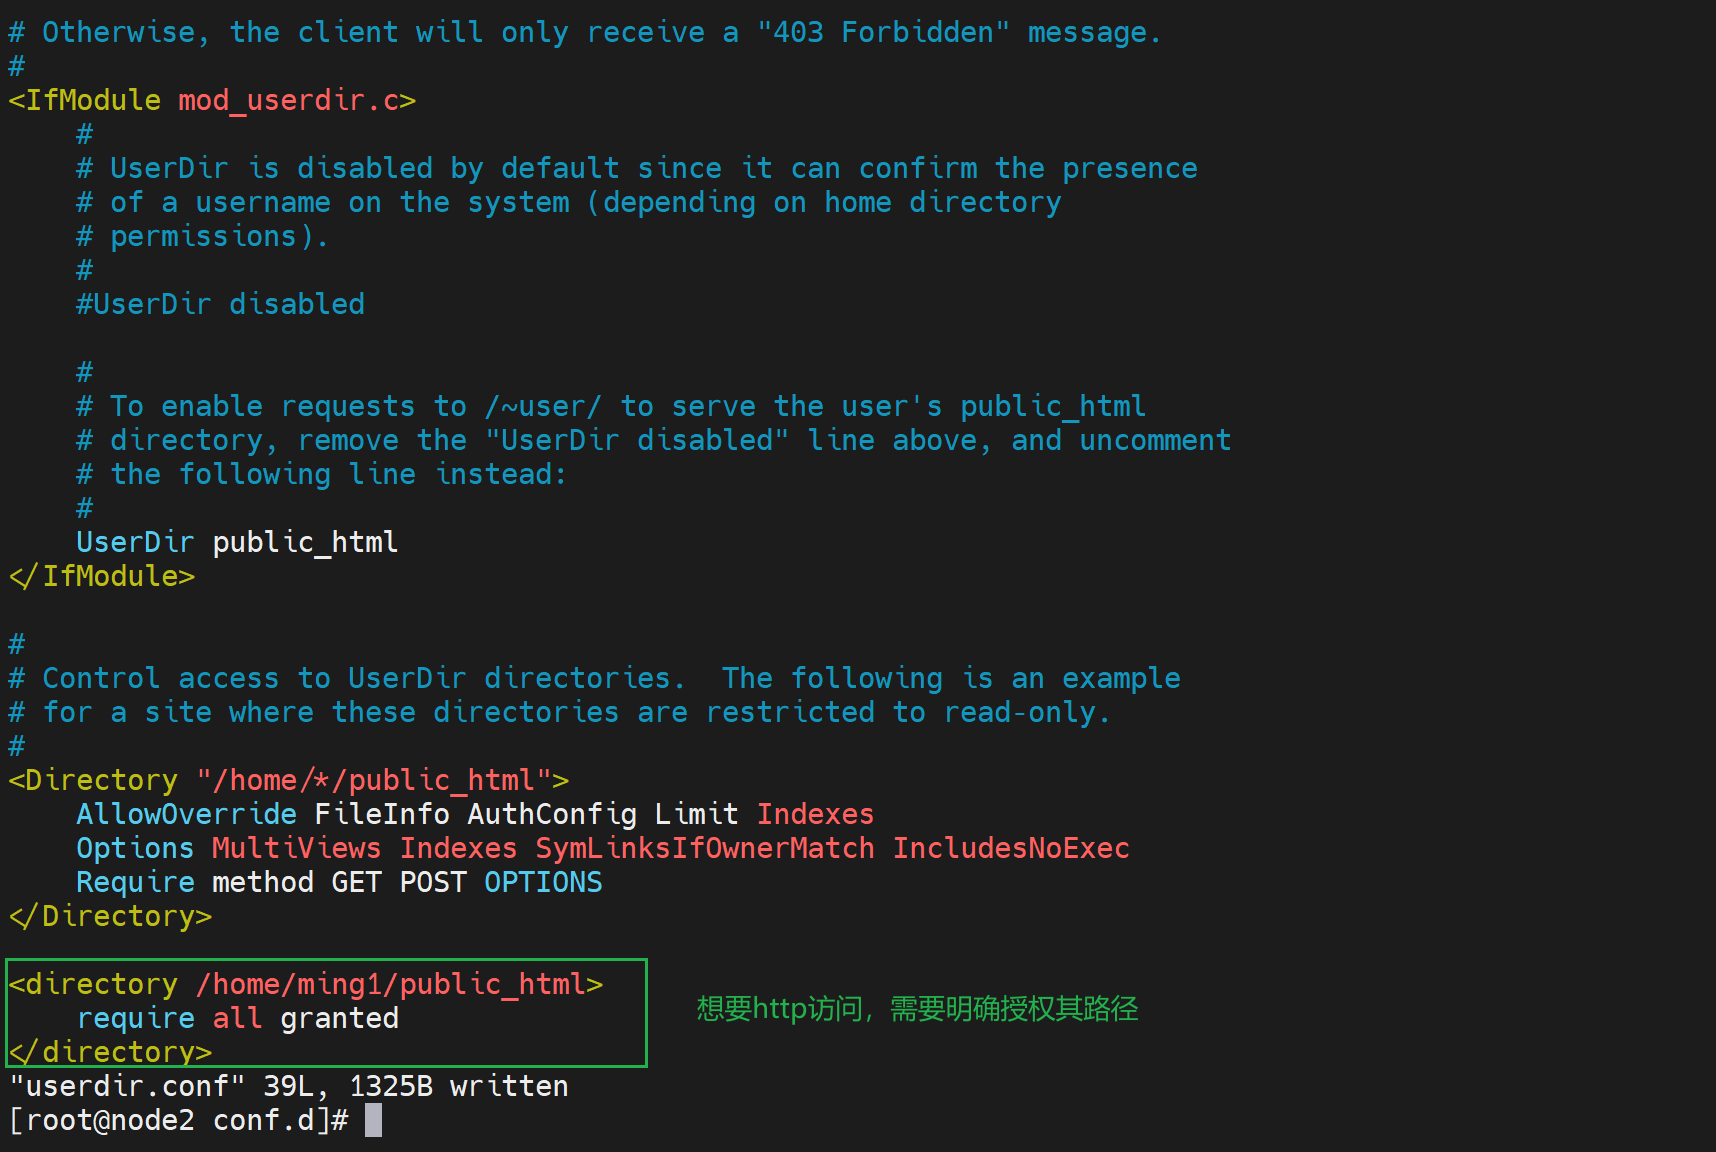 # Otherwise, the client will only receive a "403 Forbidden" message.
#
<IfModule mod_userdir.c>
    #
    # UserDir is disabled by default since it can confirm the presence
    # of a username on the system (depending on home directory
    # permissions).
    #
    #UserDir disabled

    #
    # To enable requests to /~user/ to serve the user's public_html
    # directory, remove the "UserDir disabled" line above, and uncomment
    # the following line instead:
    #
    UserDir public_html
</IfModule>

#
# Control access to UserDir directories.  The following is an example
# for a site where these directories are restricted to read-only.
#
<Directory "/home/*/public_html">
    AllowOverride FileInfo AuthConfig Limit Indexes
    Options MultiViews Indexes SymLinksIfOwnerMatch IncludesNoExec
    Require method GET POST OPTIONS
</Directory>

<directory /home/ming1/public_html>
    require all granted
想要http访问，需要明确授权其路径
</directory>
"userdir.conf" 39L, 1325B written
[root@node2 conf.d]#